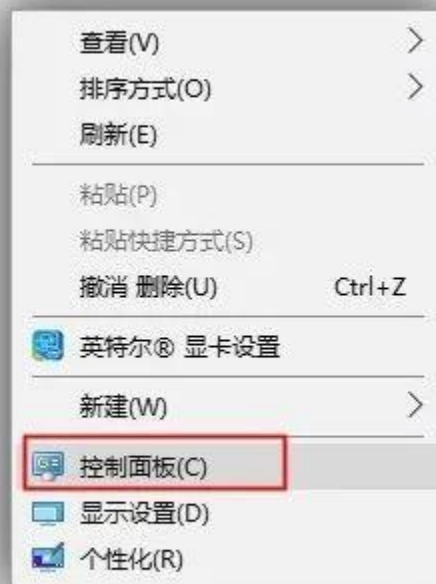 查看(V)
排序方式(O)
刷新(E)
粘贴(P)
粘贴快捷方式(S)
撤消 删除(U) Ctrl+Z
英特尔® 显卡设置
新建(W)
控制面板(C)
显示设置(D)
个性化(R)